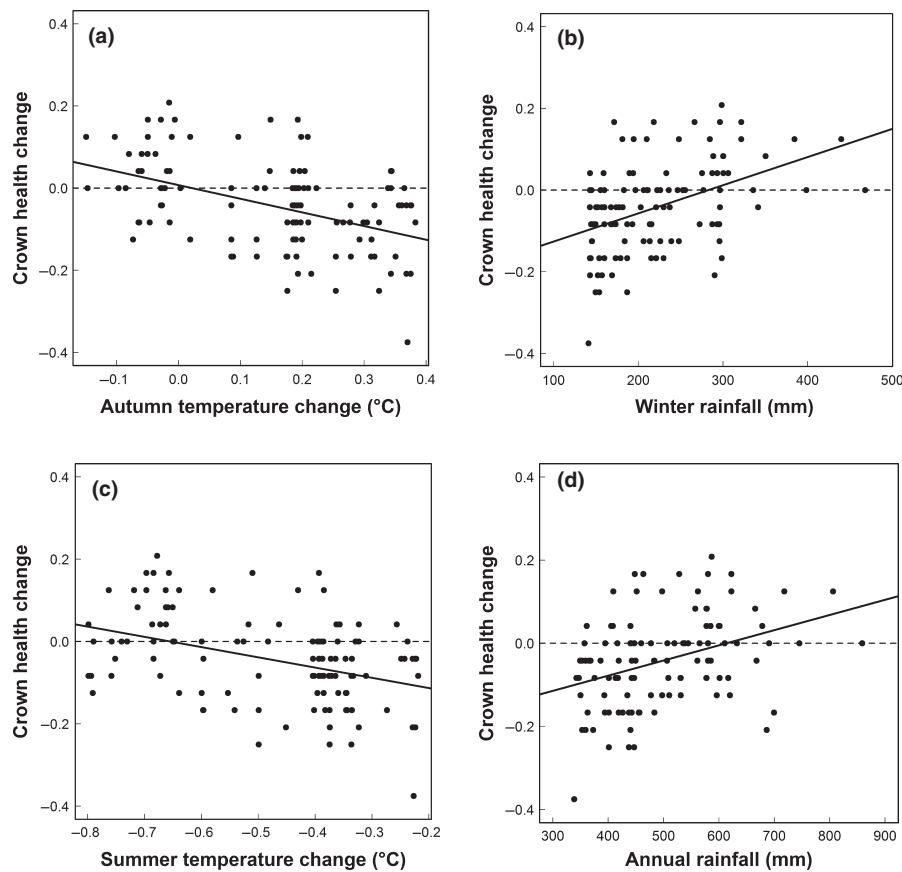 (a)
Crown health change
0.4
0.2
0.0
–0.2
–0.4
–0.1 0.0 0.1 0.2 0.3 0.4
Autumn temperature change (°C)
(b)
Crown health change
0.4
0.2
0.0
–0.2
–0.4
100 200 300 400 500
Winter rainfall (mm)
(c)
Crown health change
0.4
0.2
0.0
–0.2
–0.4
–0.8 –0.7 –0.6 –0.5 –0.4 –0.3 –0.2
Summer temperature change (°C)
(d)
Crown health change
0.4
0.2
0.0
–0.2
–0.4
300 400 500 600 700 800 900
Annual rainfall (mm)